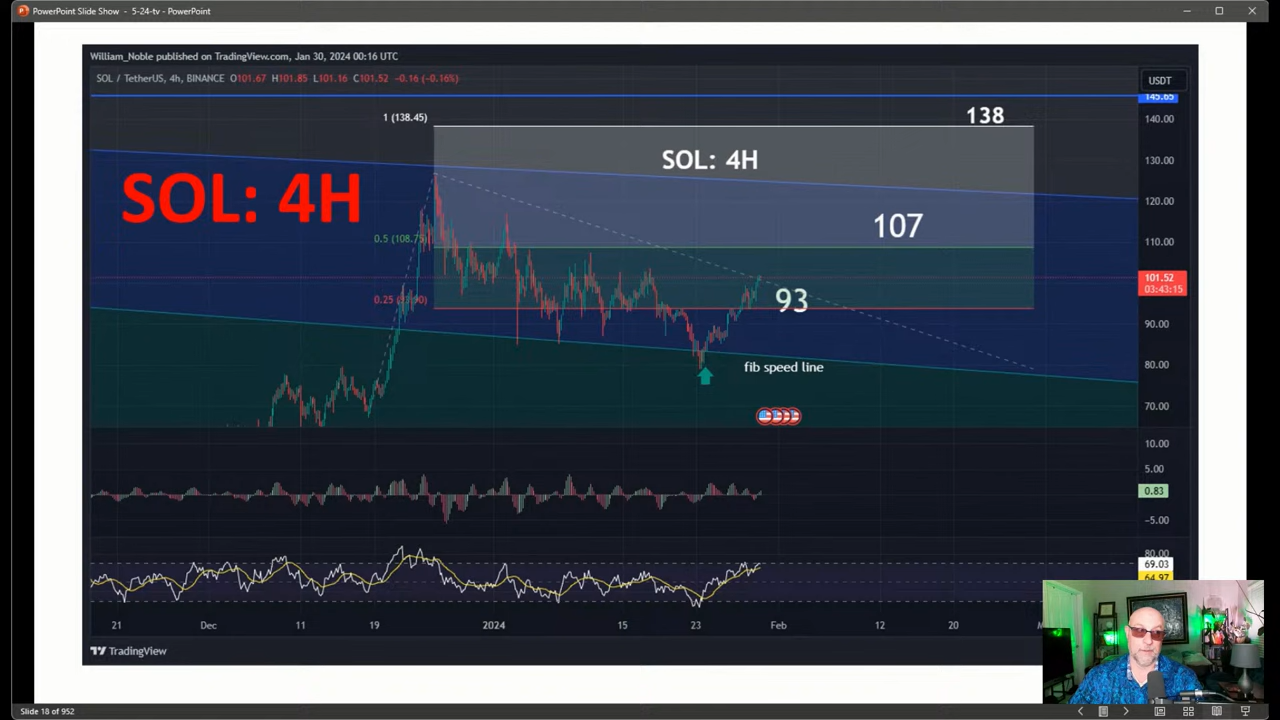 PowerPoint Slide Show - 5-24-tv - PowerPoint
William_Noble published on TradingView.com, Jan 30, 2024 00:16 UTC
SOL / TetherUS, 4h, BINANCE O101.67 H101.85 L101.16 C101.52 -0.16 (-0.16%)
USDT
145.65
1 (138.45)
138
140.00
SOL: 4H
130.00
SOL: 4H
120.00
107
0.5 (108.75)
110.00
101.52
03:43:15
0.25
93
90.00
fib speed line
80.00
70.00
10.00
5.00
0.83
-5.00
80.00
69.03
64.97
21 Dec 11 19 2024 15 23 Feb 12 20
TradingView
Slide 18 of 952